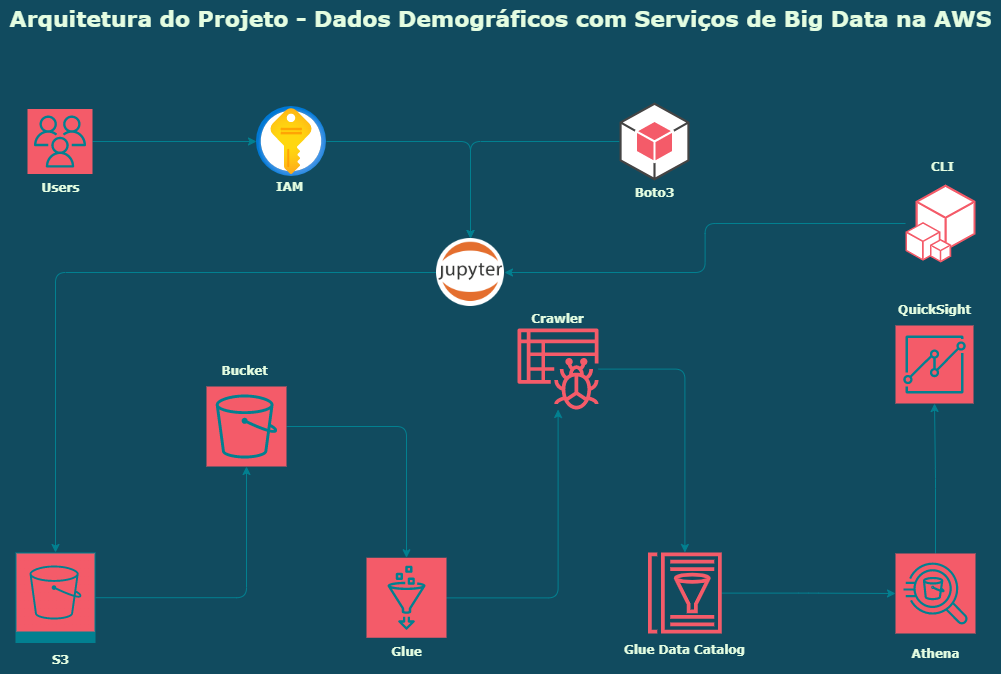 Arquitetura do Projeto - Dados Demográficos com Serviços de Big Data na AWS
Users
IAM
Boto3
CLI
jupyter
Crawler
QuickSight
Bucket
S3
Glue
Glue Data Catalog
Athena